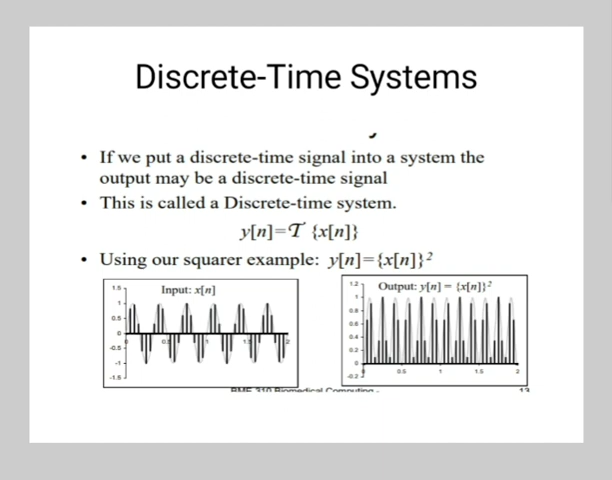 Discrete-Time Systems
• If we put a discrete-time signal into a system the
output may be a discrete-time signal
• This is called a Discrete-time system.
y[n]=T {x[n]}
• Using our squarer example: y[n]={x[n]}²
Input: x[n]
1.5
1
0.5
0
-0.5
-1
-1.5
0
0.5
1
1.5
2
Output: y[n] = {x[n]}²
1.2
1
0.8
0.6
0.4
0.2
0
-0.2
0
0.5
1
1.5
2
BME 310 Biomedical Computing -
13